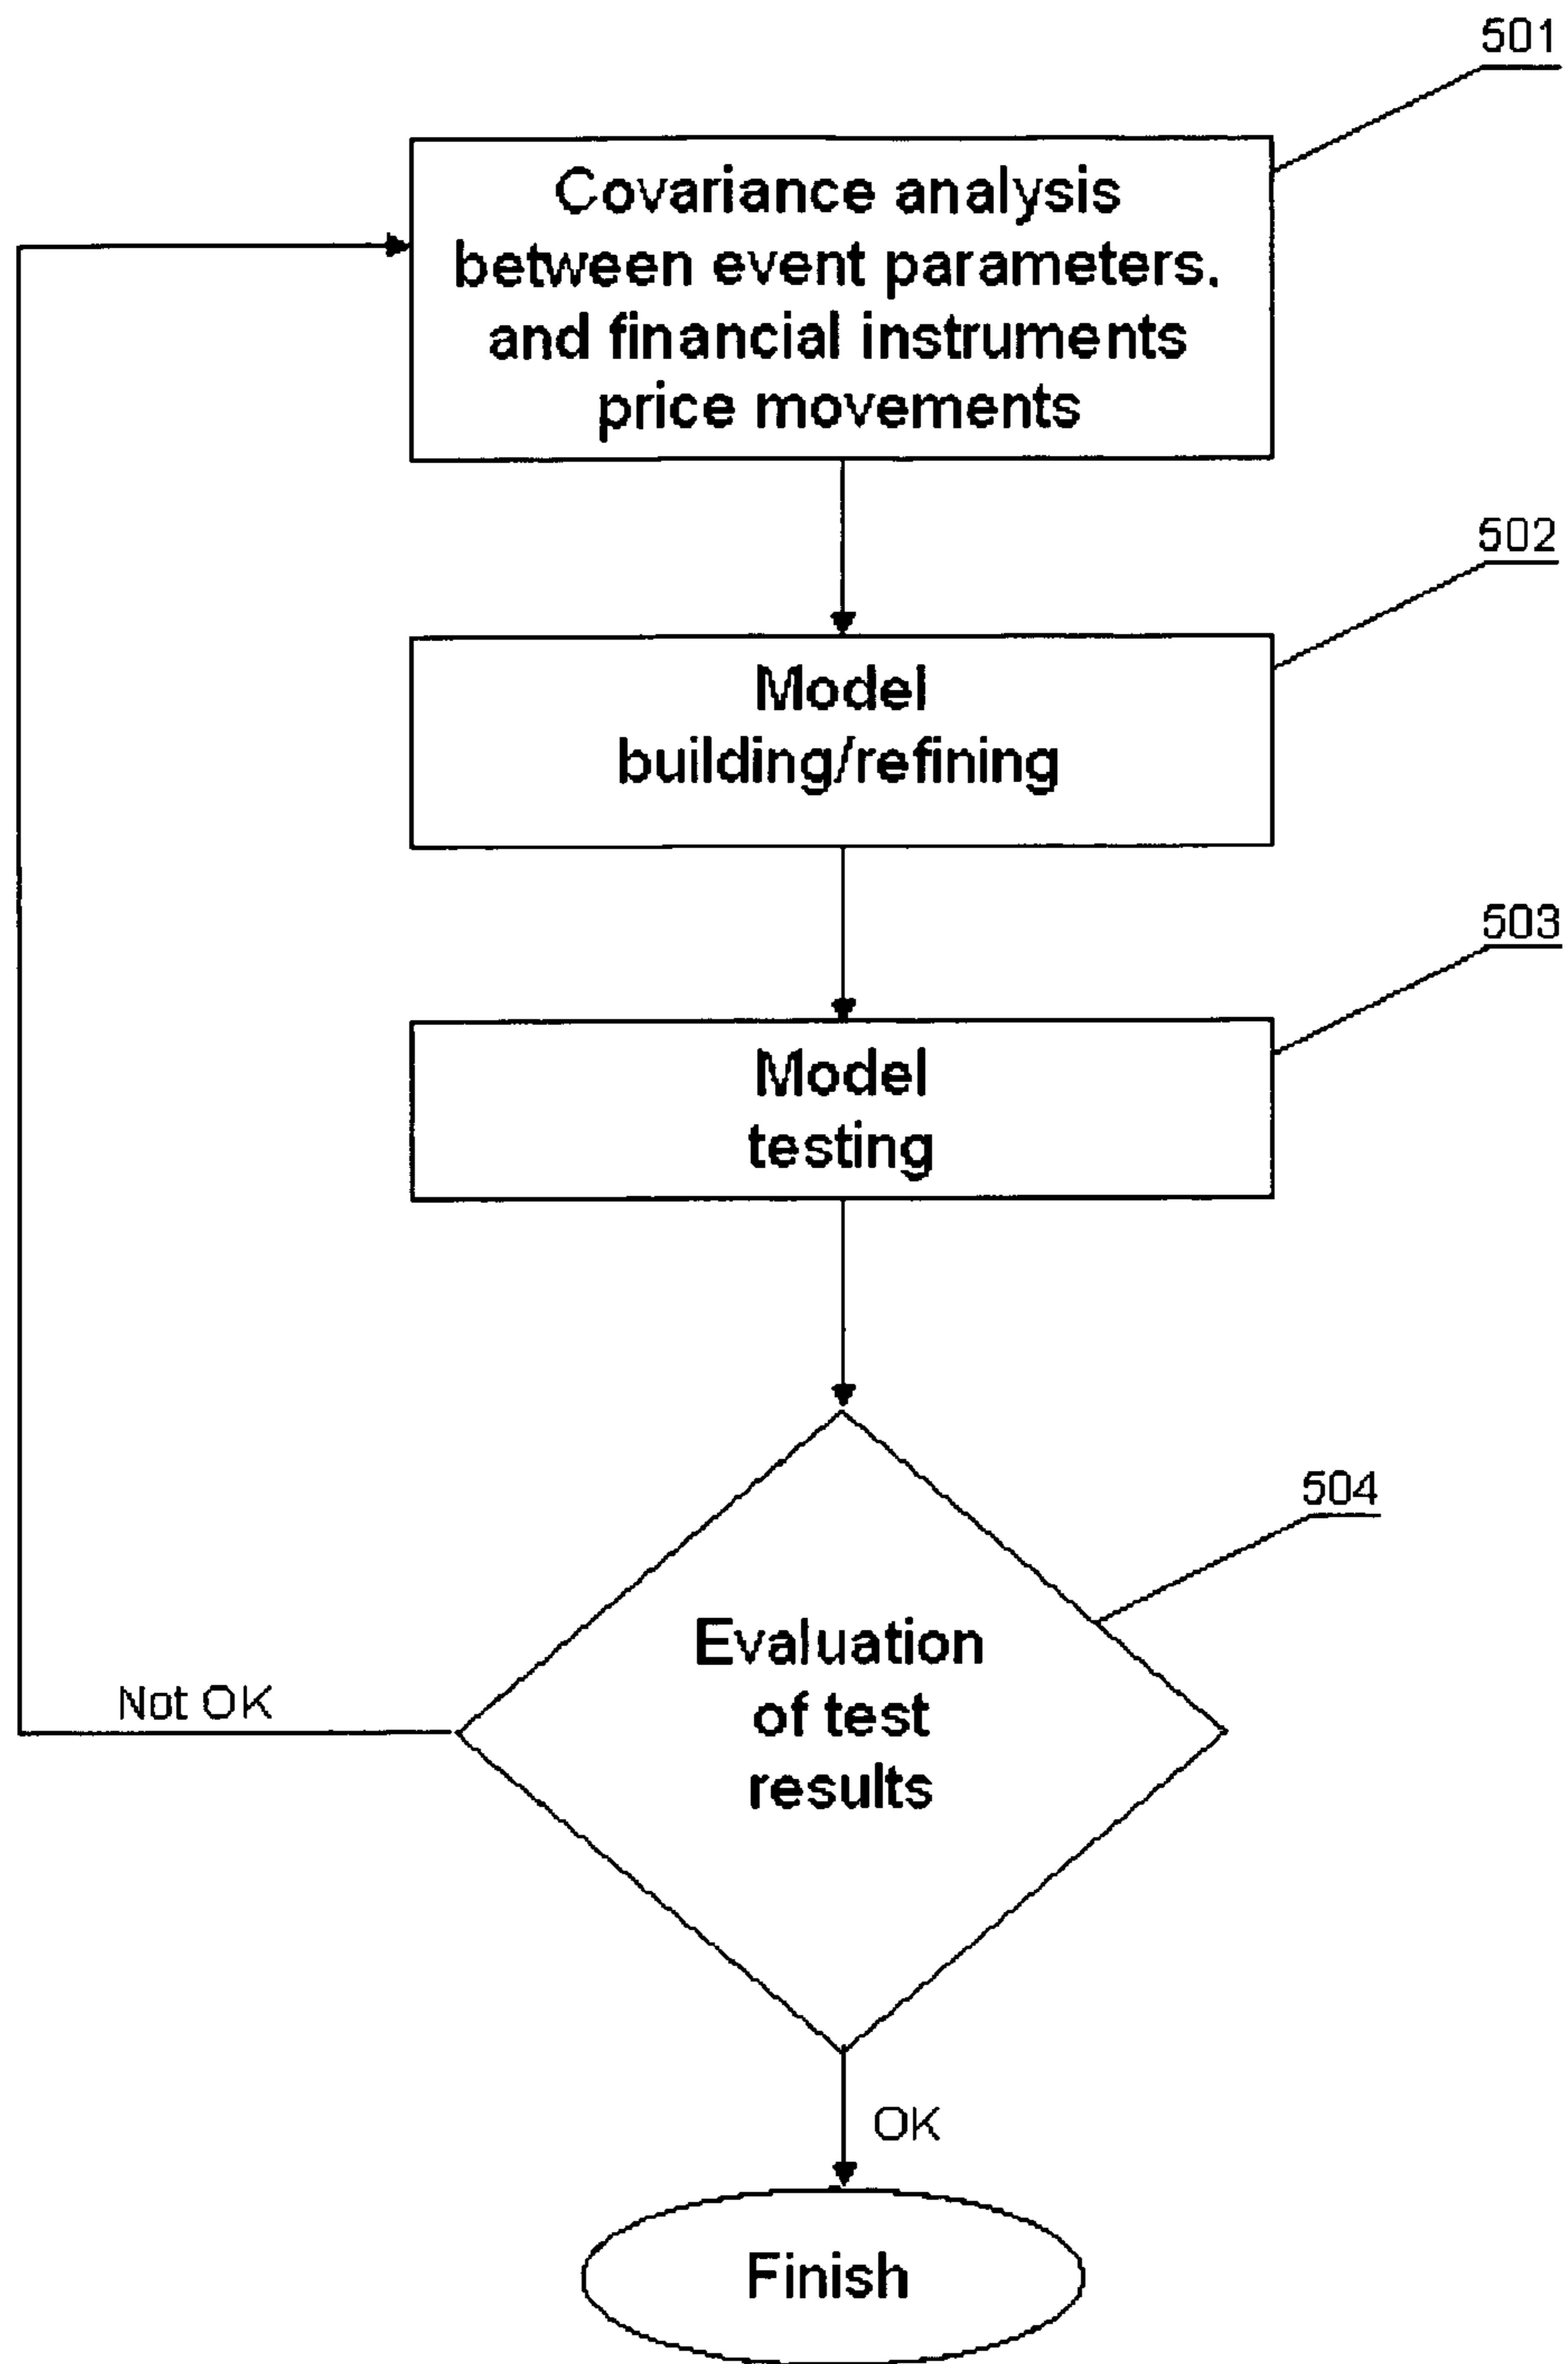 501
Covariance analysis
between event parameters,
and financial instruments
price movements
502
Model
building/refining
503
Model
testing
504
Evaluation
of test
results
Not OK
OK
Finish